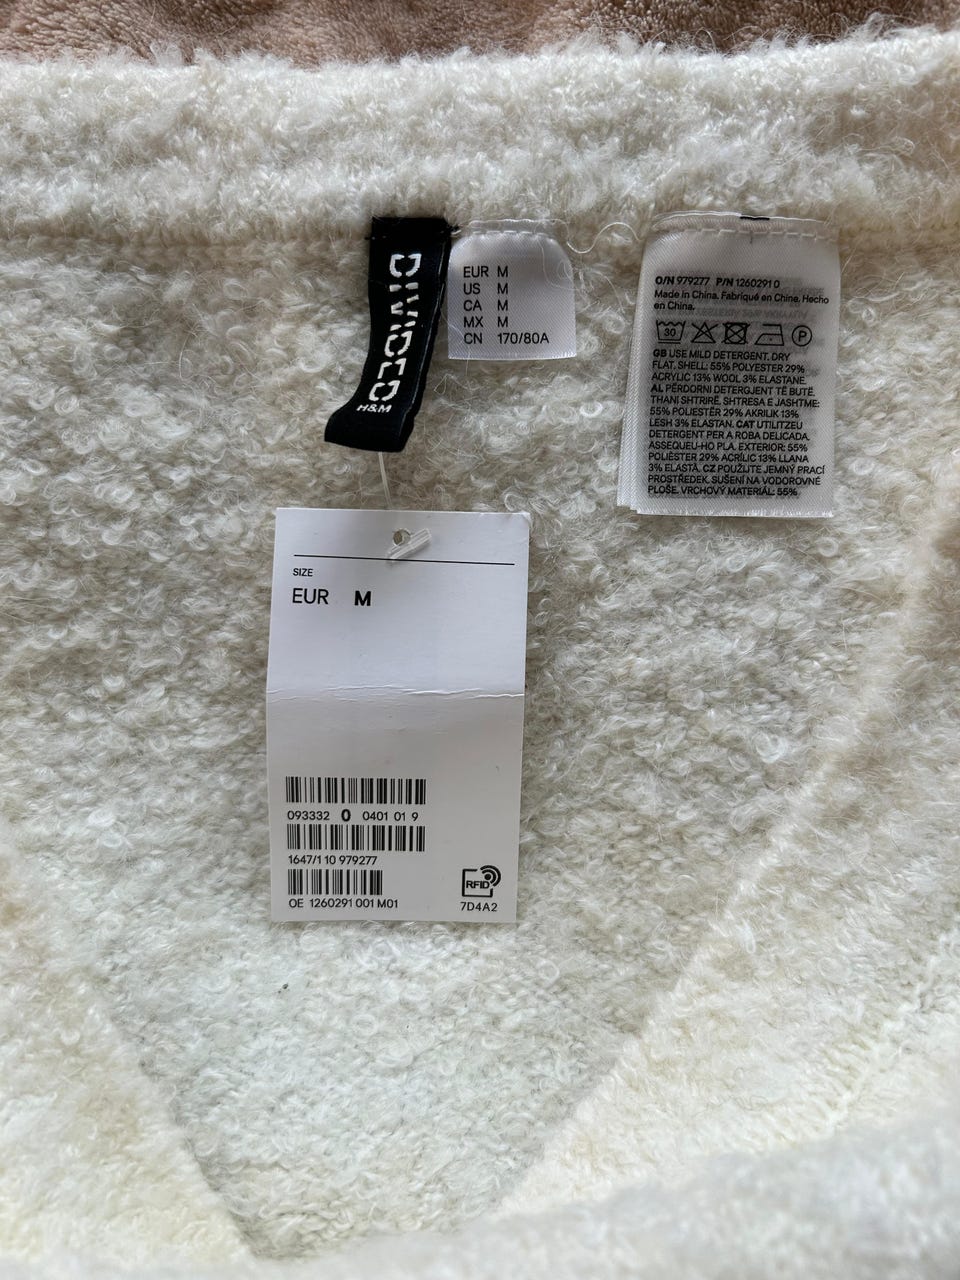 DIVIDED
H&M
EUR M
US M
CA M
MX M
CN 170/80A
O/N 979277 P/N 1260291 0
Made in China. Fabriqué en Chine. Hecho
en China.
30
P
GB USE MILD DETERGENT. DRY
FLAT. SHELL: 55% POLYESTER 29%
ACRYLIC 13% WOOL 3% ELASTANE.
AL PËRDORNI DETERGJENT TË BUTË.
THANI SHTRIRË. SHTRESA E JASHTME:
55% POLIESTËR 29% AKRILIK 13%
LESH 3% ELASTAN. CAT UTILITZEU
DETERGENT PER A ROBA DELICADA.
ASSEQUEU-HO PLA. EXTERIOR: 55%
POLIÈSTER 29% ACRÍLIC 13% LLANA
3% ELASTÀ. CZ POUŽIJTE JEMNÝ PRACÍ
PROSTŘEDEK. SUŠENÍ NA VODOROVNÉ
PLOŠE. VRCHOVÝ MATERIÁL: 55%
SIZE
EUR M
093332 0 0401 01 9
1647/1 10 979277
OE 1260291 001 M01
RFID
7D4A2